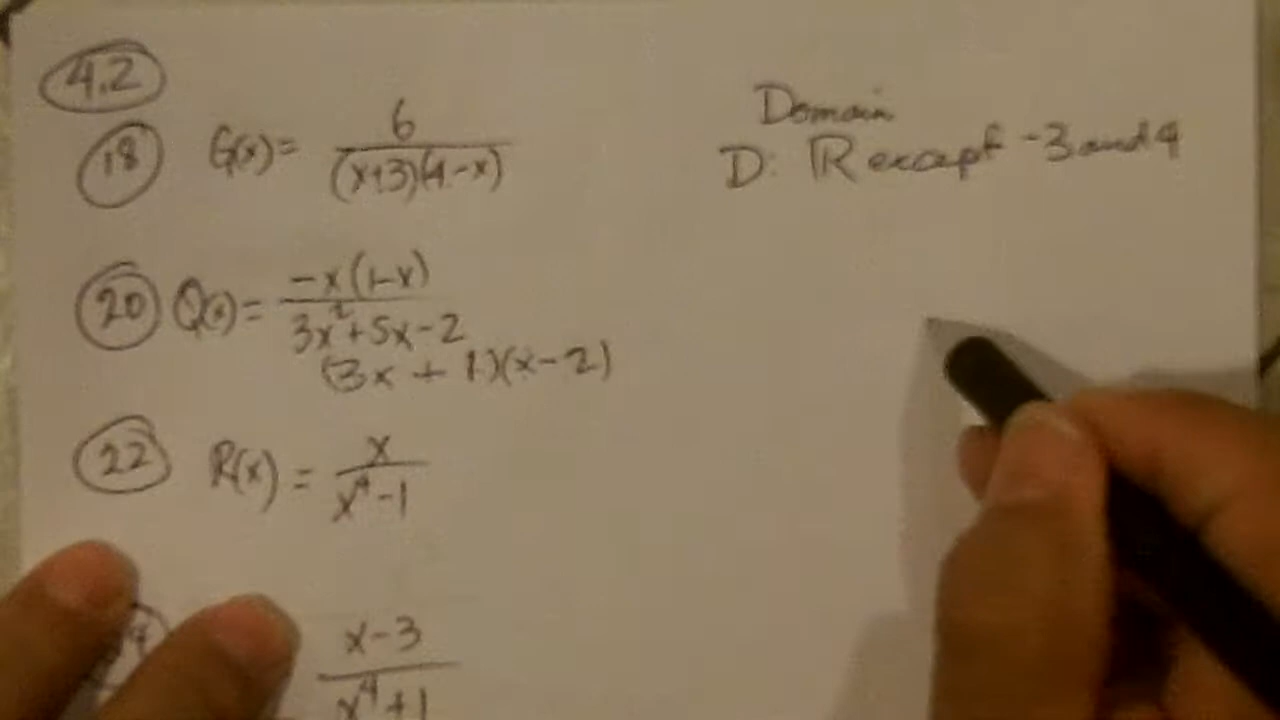 4.2
18 G(x) = 6 / (x+3)(4-x)
Domain
D: ℝ except -3 and 4
20 Q(x) = -x(1-x) / 3x²+5x-2
(3x + 1)(x-2)
22 R(x) = x / x⁴-1
x-3 / x⁴+1